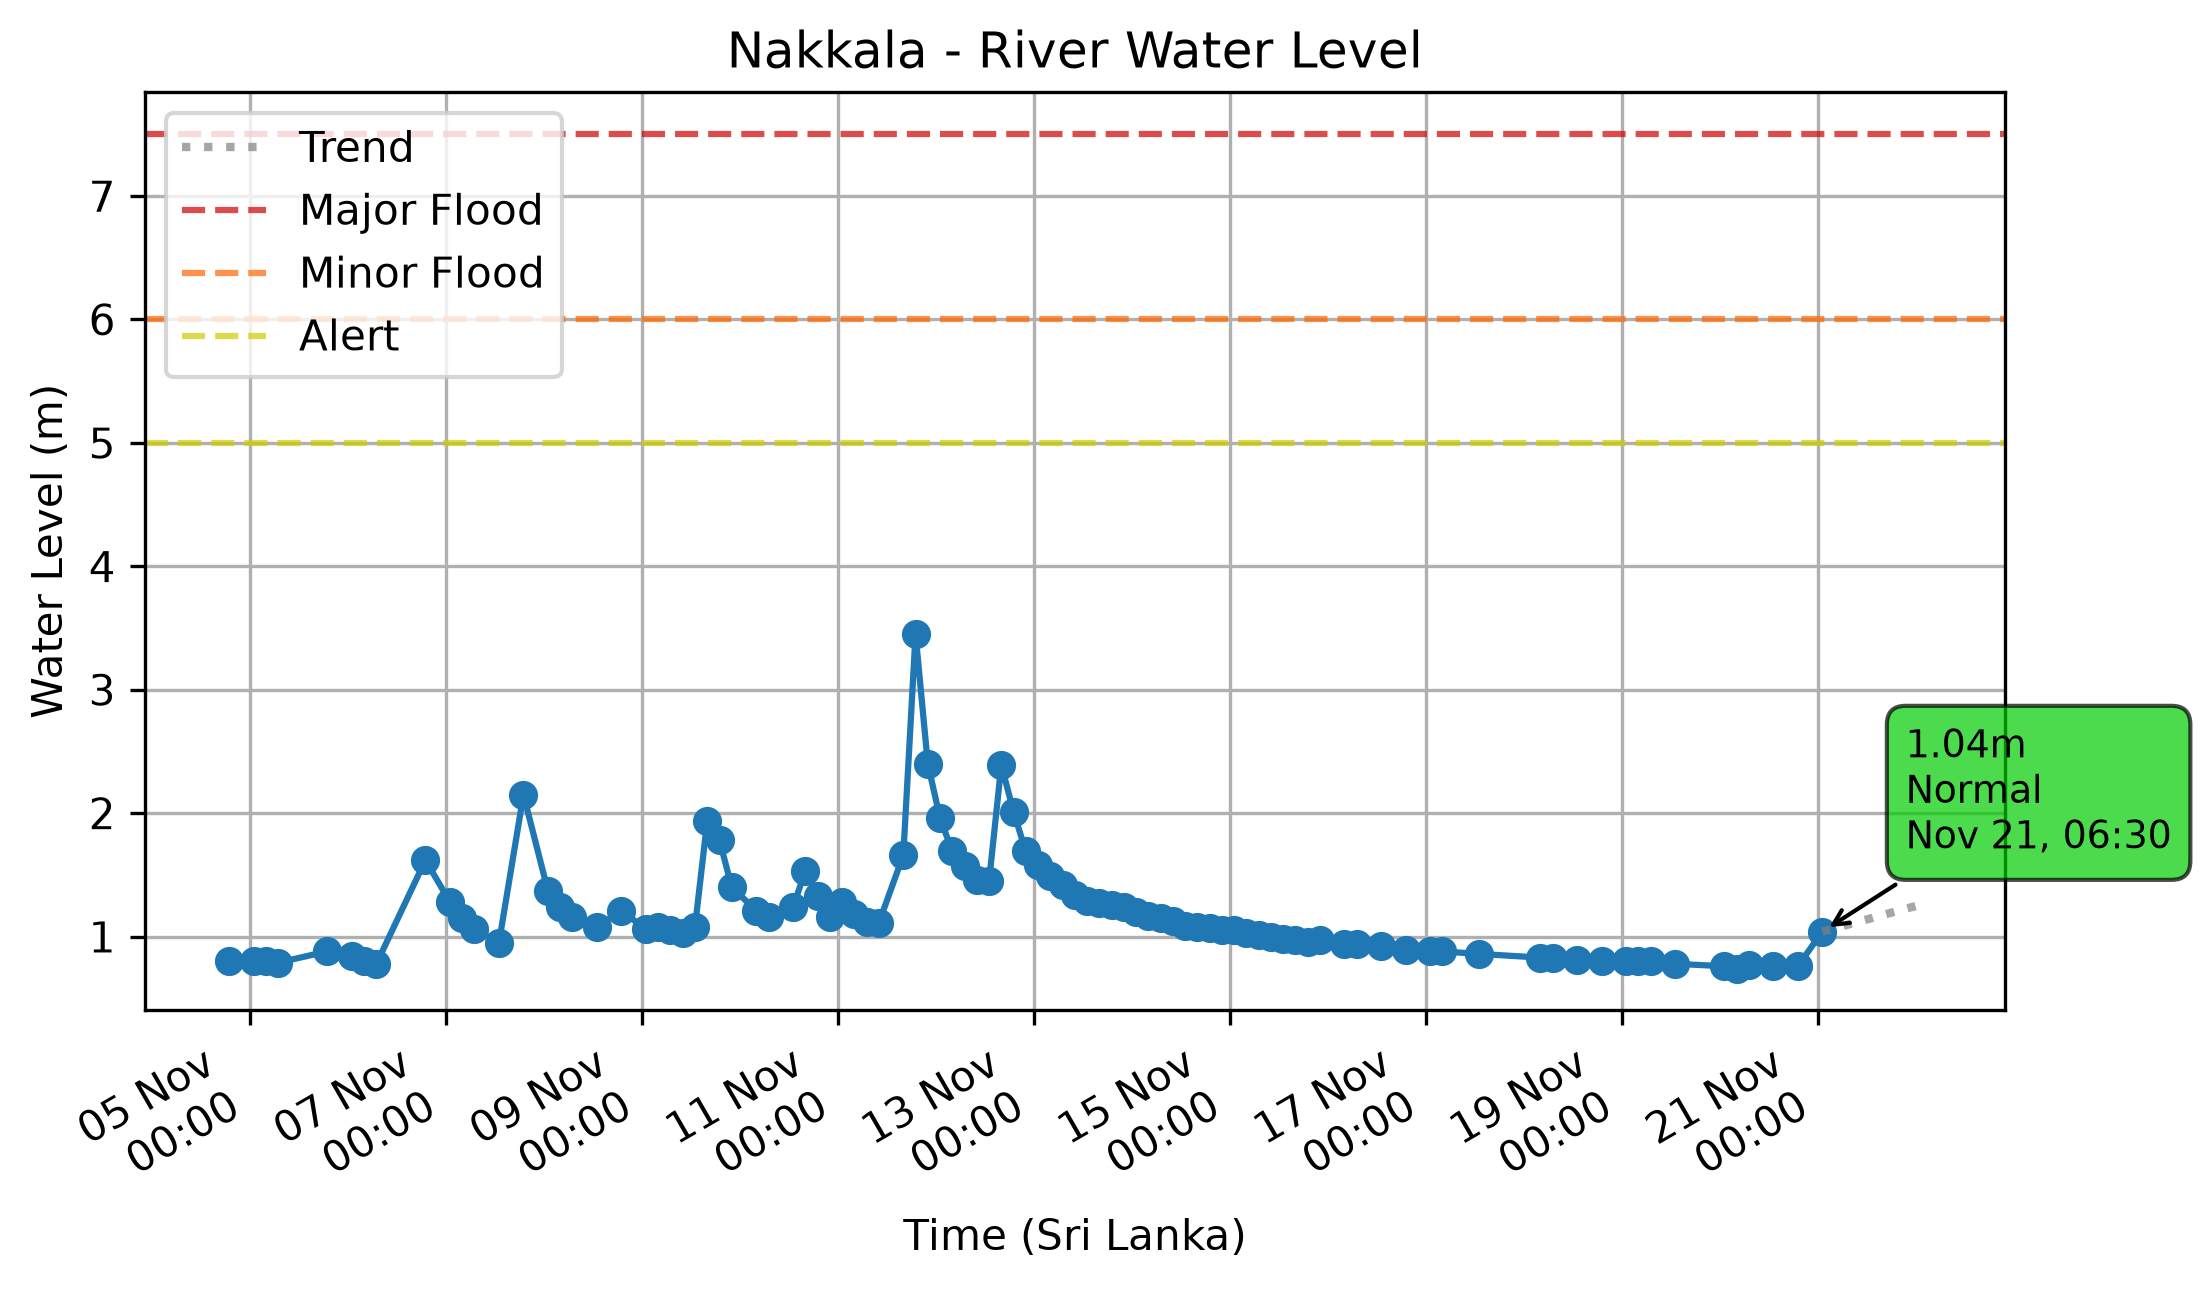 Nakkala - River Water Level
Trend
Major Flood
Minor Flood
Alert
Water Level (m)
7
6
5
4
3
2
1
1.04m
Normal
Nov 21, 06:30
05 Nov
00:00
07 Nov
00:00
09 Nov
00:00
11 Nov
00:00
13 Nov
00:00
15 Nov
00:00
17 Nov
00:00
19 Nov
00:00
21 Nov
00:00
Time (Sri Lanka)